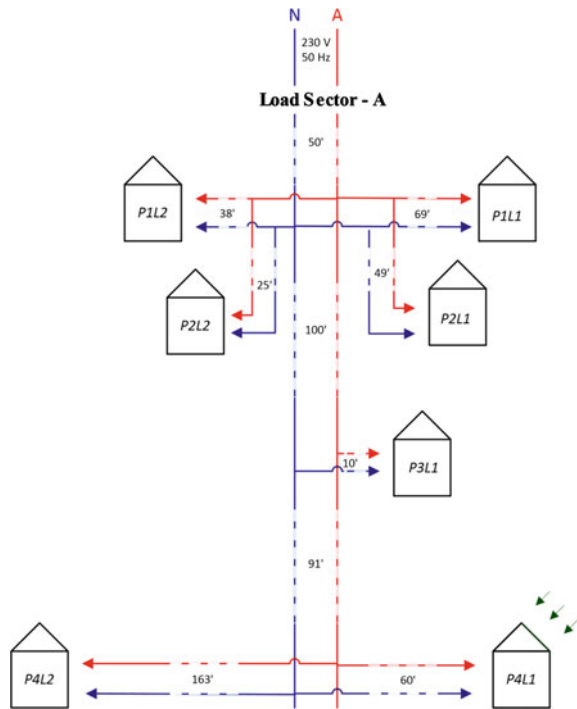 N A
230 V
50 Hz
Load Sector - A
50'
P1L2
38'
69'
P1L1
P2L2
25'
49'
P2L1
100'
10'
P3L1
91'
P4L2
163'
60'
P4L1